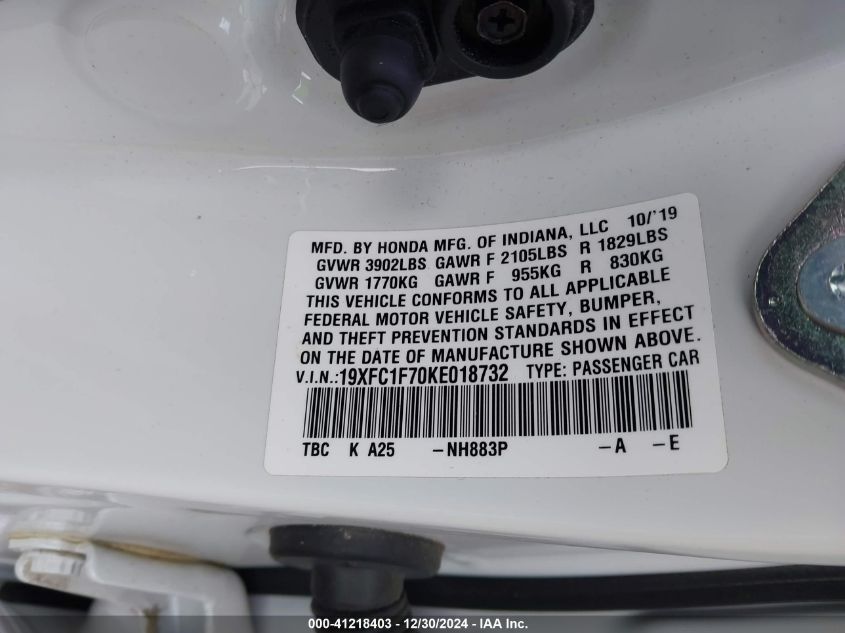 MFD. BY HONDA MFG. OF INDIANA, LLC 10/'19
GVWR 3902LBS GAWR F 2105LBS R 1829LBS
GVWR 1770KG GAWR F 955KG R 830KG
THIS VEHICLE CONFORMS TO ALL APPLICABLE
FEDERAL MOTOR VEHICLE SAFETY, BUMPER,
AND THEFT PREVENTION STANDARDS IN EFFECT
ON THE DATE OF MANUFACTURE SHOWN ABOVE.
V.I.N.:19XFC1F70KE018732 TYPE: PASSENGER CAR
TBC K A25 -NH883P -A -E
000-41218403 - 12/30/2024 - IAA Inc.